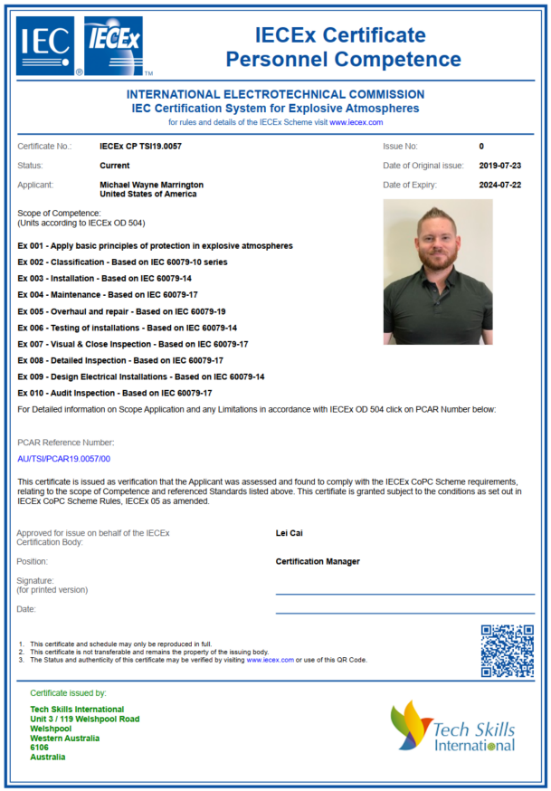 IEC
IECEx
®
TM
IECEx Certificate
Personnel Competence
INTERNATIONAL ELECTROTECHNICAL COMMISSION
IEC Certification System for Explosive Atmospheres
for rules and details of the IECEx Scheme visit www.iecex.com
Certificate No.: IECEx CP TSI19.0057 Issue No: 0
Status: Current Date of Original issue: 2019-07-23
Applicant: Michael Wayne Marrington Date of Expiry: 2024-07-22
United States of America
Scope of Competence:
(Units according to IECEx OD 504)
Ex 001 - Apply basic principles of protection in explosive atmospheres
Ex 002 - Classification - Based on IEC 60079-10 series
Ex 003 - Installation - Based on IEC 60079-14
Ex 004 - Maintenance - Based on IEC 60079-17
Ex 005 - Overhaul and repair - Based on IEC 60079-19
Ex 006 - Testing of installations - Based on IEC 60079-14
Ex 007 - Visual & Close Inspection - Based on IEC 60079-17
Ex 008 - Detailed Inspection - Based on IEC 60079-17
Ex 009 - Design Electrical Installations - Based on IEC 60079-14
Ex 010 - Audit Inspection - Based on IEC 60079-17
For Detailed information on Scope Application and any Limitations in accordance with IECEx OD 504 click on PCAR Number below:
PCAR Reference Number:
AU/TSI/PCAR19.0057/00
This certificate is issued as verification that the Applicant was assessed and found to comply with the IECEx CoPC Scheme requirements,
relating to the scope of Competence and referenced Standards listed above. This certifiate is granted subject to the conditions as set out in
IECEx CoPC Scheme Rules, IECEx 05 as amended.
Approved for issue on behalf of the IECEx Lei Cai
Certification Body:
Position: Certification Manager
Signature:
(for printed version)
Date:
1. This certificate and schedule may only be reproduced in full.
2. This certificate is not transferable and remains the property of the issuing body.
3. The Status and authenticity of this certificate may be verified by visiting www.iecex.com or use of this QR Code.
Certificate issued by:
Tech Skills International
Unit 3 / 119 Welshpool Road
Welshpool
Western Australia
6106
Australia
Tech Skills
International